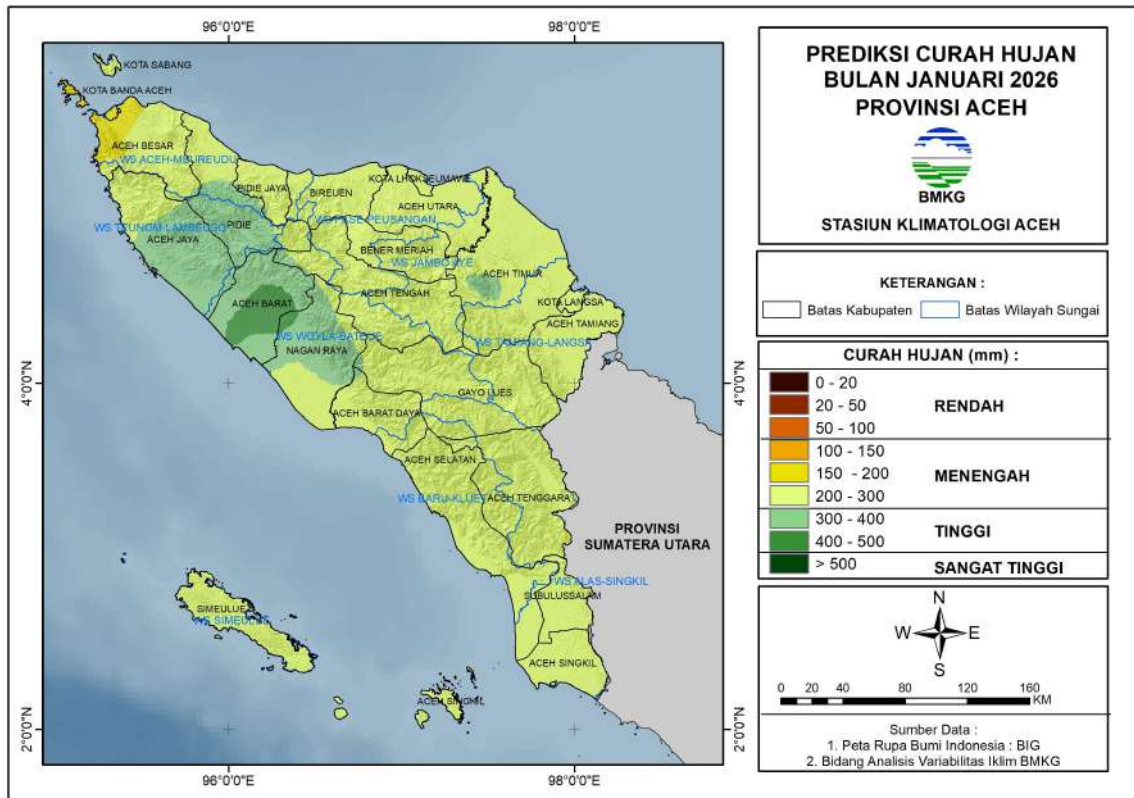 96°0'0"E
98°0'0"E
KOTA SABANG
KOTA BANDA ACEH
ACEH BESAR
WS ACEH-MEUREUDU
PIDIE JAYA
BIREUEN
KOTA LHOKSEUMAWE
ACEH UTARA
WS PASE-PEUSANGAN
PIDIE
WS TEUNOM-LAMBEUSO
ACEH JAYA
BENER MERIAH
WS JAMBO AYE
ACEH TIMUR
ACEH TENGAH
ACEH BARAT
KOTA LANGSA
ACEH TAMIANG
WS TAMIANG-LANGSA
NAGAN RAYA
GAYO LUES
ACEH BARAT DAYA
ACEH SELATAN
WS BARU-KLUET
ACEH TENGGARA
PROVINSI
SUMATERA UTARA
WS ALAS-SINGKIL
SUBULUSSALAM
SIMEULUE
WS SIMEULUE
ACEH SINGKIL
ACEH SINGKIL
4°0'0"N
4°0'0"N
2°0'0"N
2°0'0"N
96°0'0"E
98°0'0"E
PREDIKSI CURAH HUJAN
BULAN JANUARI 2026
PROVINSI ACEH
BMKG
STASIUN KLIMATOLOGI ACEH
KETERANGAN :
Batas Kabupaten
Batas Wilayah Sungai
CURAH HUJAN (mm) :
0 - 20
20 - 50
RENDAH
50 - 100
100 - 150
150 - 200
MENENGAH
200 - 300
300 - 400
TINGGI
400 - 500
> 500
SANGAT TINGGI
N
W
E
S
0 20 40 80 120 160
KM
Sumber Data :
1. Peta Rupa Bumi Indonesia : BIG
2. Bidang Analisis Variabilitas Iklim BMKG